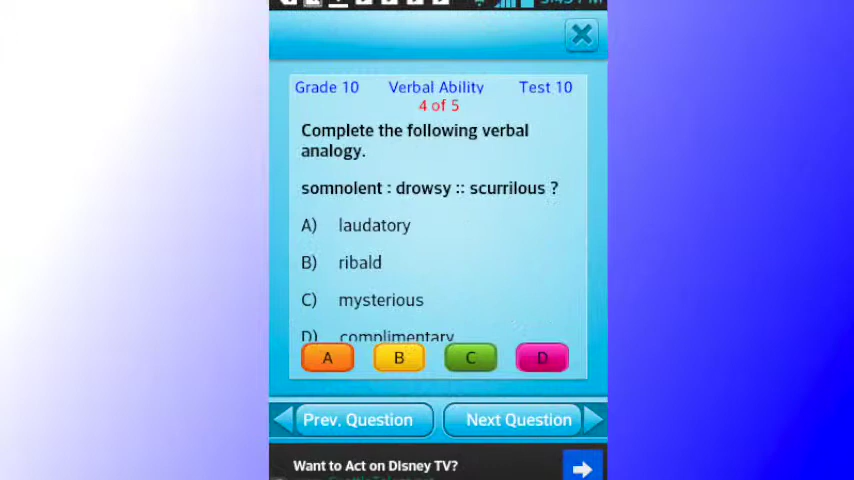 Grade 10 Verbal Ability Test 10
4 of 5
Complete the following verbal
analogy.
somnolent : drowsy :: scurrilous ?
A) laudatory
B) ribald
C) mysterious
D) complimentary
A B C D
Prev. Question Next Question
Want to Act on Disney TV?